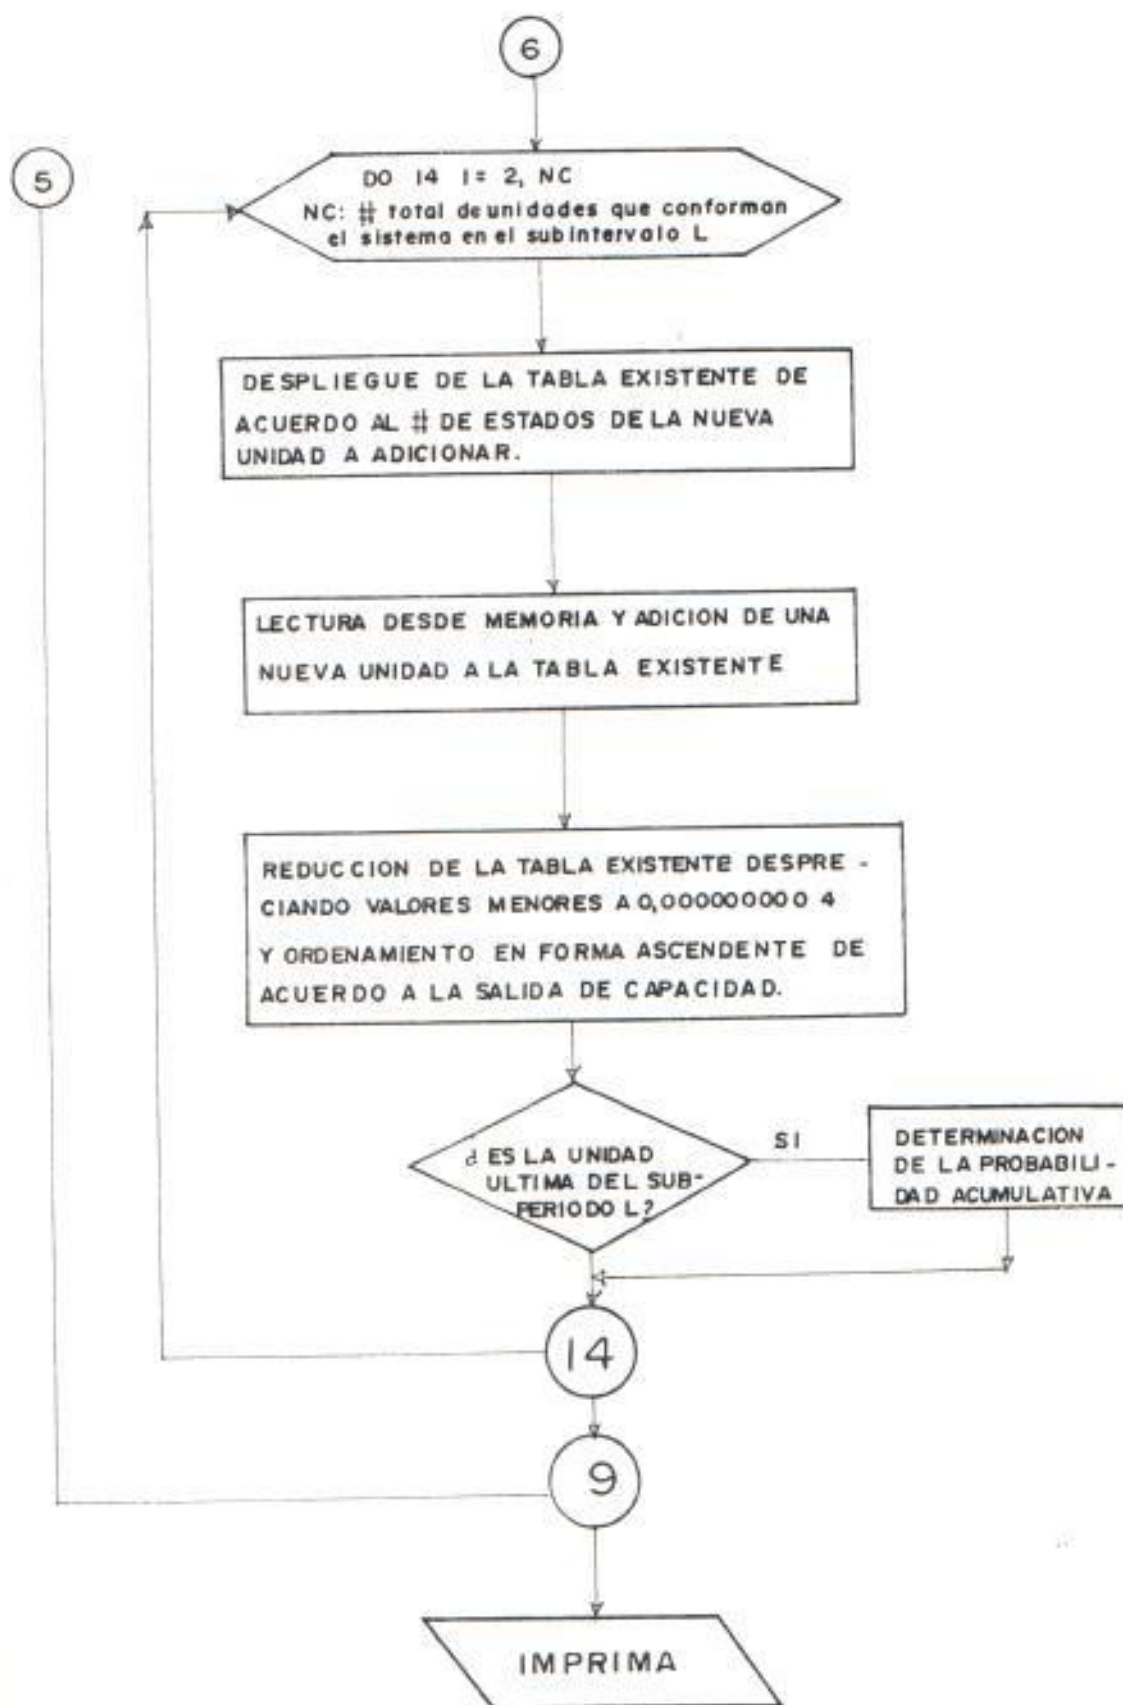 6
5
DO 14 I = 2, NC
NC: # total de unidades que conforman
el sistema en el subintervalo L
DESPLIEGUE DE LA TABLA EXISTENTE DE
ACUERDO AL # DE ESTADOS DE LA NUEVA
UNIDAD A ADICIONAR.
LECTURA DESDE MEMORIA Y ADICION DE UNA
NUEVA UNIDAD A LA TABLA EXISTENTE
REDUCCION DE LA TABLA EXISTENTE DESPRE -
CIANDO VALORES MENORES A 0,000000000 4
Y ORDENAMIENTO EN FORMA ASCENDENTE DE
ACUERDO A LA SALIDA DE CAPACIDAD.
¿ ES LA UNIDAD
ULTIMA DEL SUB-
PERIODO L?
SI
DETERMINACION
DE LA PROBABILI-
DAD ACUMULATIVA
14
9
IMPRIMA